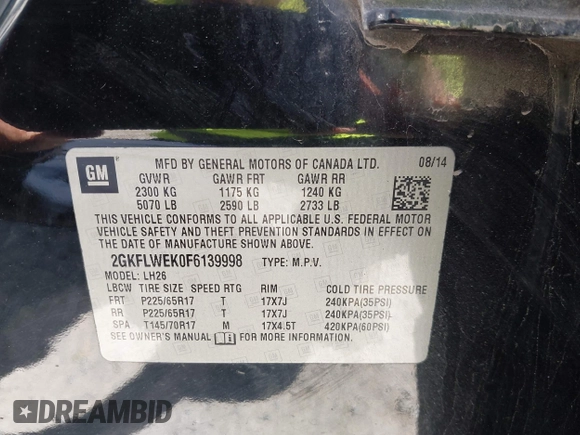 GM
MFD BY GENERAL MOTORS OF CANADA LTD. 08/14
GVWR GAWR FRT GAWR RR
2300 KG 1175 KG 1240 KG
5070 LB 2590 LB 2733 LB
THIS VEHICLE CONFORMS TO ALL APPLICABLE U.S. FEDERAL MOTOR
VEHICLE SAFETY AND THEFT PREVENTION STANDARDS IN EFFECT ON
THE DATE OF MANUFACTURE SHOWN ABOVE.
2GKFLWEK0F6139998 TYPE: M.P.V.
MODEL: LH26
LBCW TIRE SIZE SPEED RTG RIM COLD TIRE PRESSURE
FRT P225/65R17 T 17X7J 240KPA(35PSI)
RR P225/65R17 T 17X7J 240KPA(35PSI)
SPA T145/70R17 M 17X4.5T 420KPA(60PSI)
SEE OWNER'S MANUAL FOR MORE INFORMATION.
DREAMBID